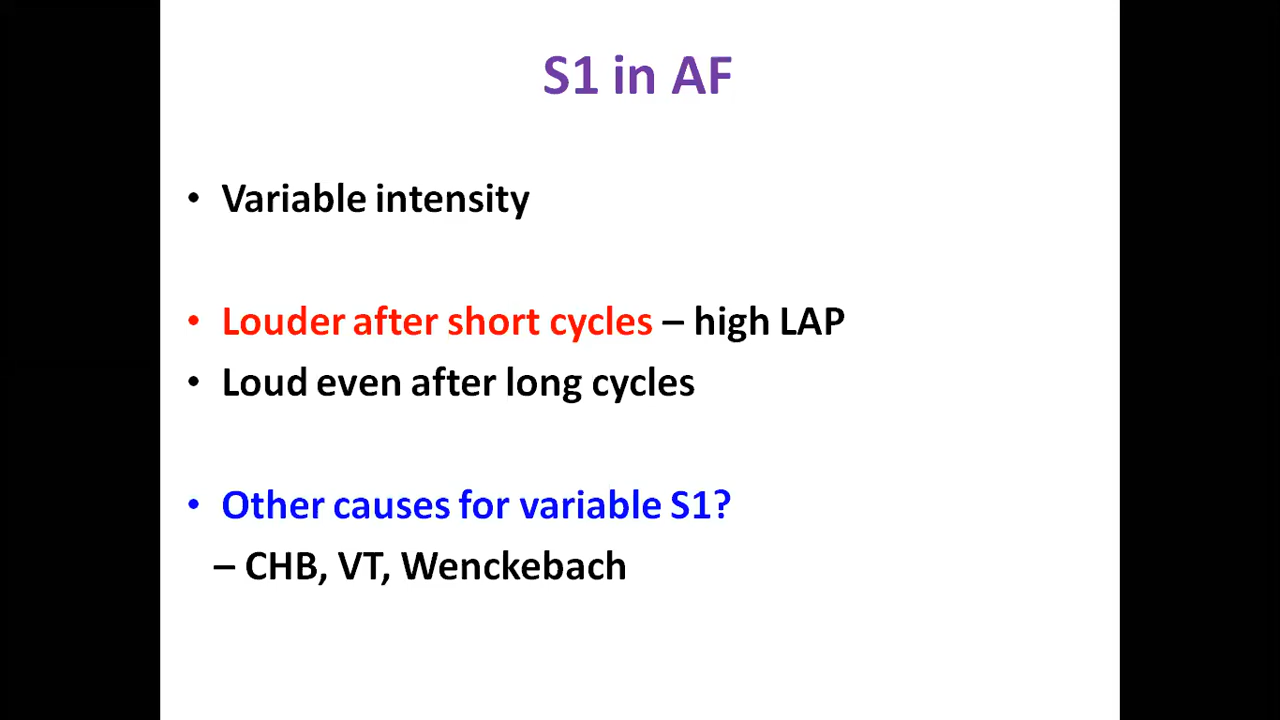 S1 in AF
• Variable intensity
• Louder after short cycles – high LAP
• Loud even after long cycles
• Other causes for variable S1?
– CHB, VT, Wenckebach